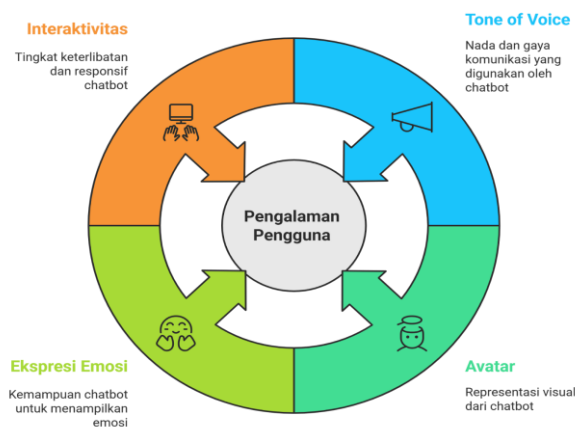 Interaktivitas
Tingkat keterlibatan
dan responsif
chatbot
Tone of Voice
Nada dan gaya
komunikasi yang
digunakan oleh
chatbot
Pengalaman
Pengguna
Ekspresi Emosi
Kemampuan chatbot
untuk menampilkan
emosi
Avatar
Representasi visual
dari chatbot